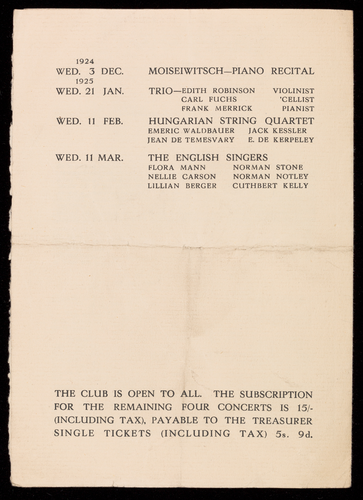 1924
WED. 3 DEC. MOISEIWITSCH—PIANO RECITAL
1925
WED. 21 JAN. TRIO—EDITH ROBINSON VIOLINIST
CARL FUCHS 'CELLIST
FRANK MERRICK PIANIST
WED. 11 FEB. HUNGARIAN STRING QUARTET
EMERIC WALDBAUER JACK KESSLER
JEAN DE TEMESVARY E. DE KERPELEY
WED. 11 MAR. THE ENGLISH SINGERS
FLORA MANN NORMAN STONE
NELLIE CARSON NORMAN NOTLEY
LILLIAN BERGER CUTHBERT KELLY
THE CLUB IS OPEN TO ALL. THE SUBSCRIPTION
FOR THE REMAINING FOUR CONCERTS IS 15/-
(INCLUDING TAX), PAYABLE TO THE TREASURER
SINGLE TICKETS (INCLUDING TAX) 5s. 9d.